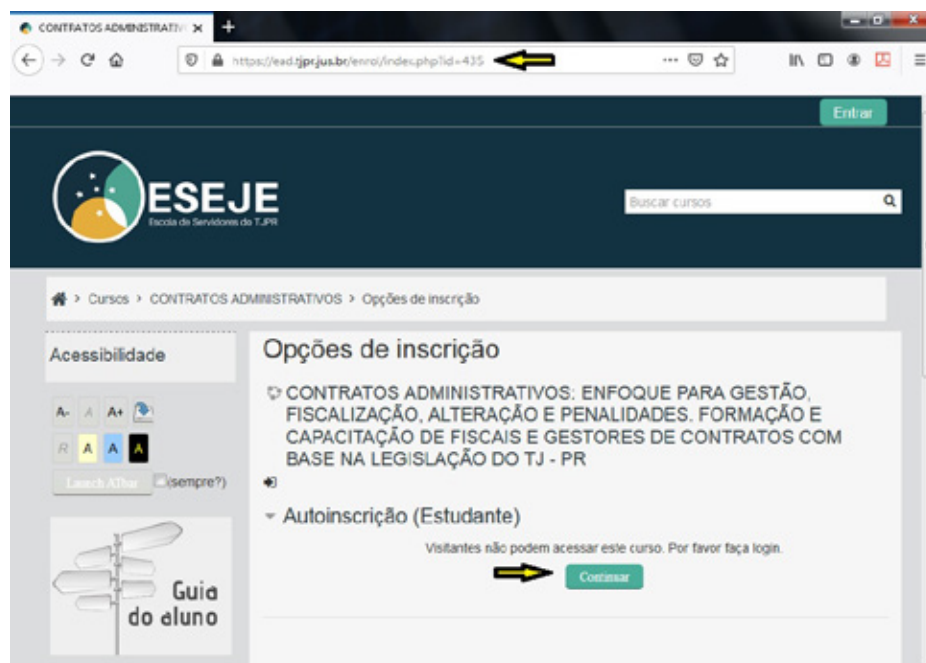 CONTRATOS ADMINISTRATIV
https://ead.tjpr.jus.br/enrol/index.php?id=435
Entrar
ESEJE
Escola de Servidores do TJPR
Buscar cursos
> Cursos > CONTRATOS ADMINISTRATIVOS > Opções de inscrição
Acessibilidade
A- A A+
R A A A
Launch ATbar (sempre?)
Guia
do aluno
Opções de inscrição
CONTRATOS ADMINISTRATIVOS: ENFOQUE PARA GESTÃO,
FISCALIZAÇÃO, ALTERAÇÃO E PENALIDADES. FORMAÇÃO E
CAPACITAÇÃO DE FISCAIS E GESTORES DE CONTRATOS COM
BASE NA LEGISLAÇÃO DO TJ - PR
Autoinscrição (Estudante)
Visitantes não podem acessar este curso. Por favor faça login.
Continuar